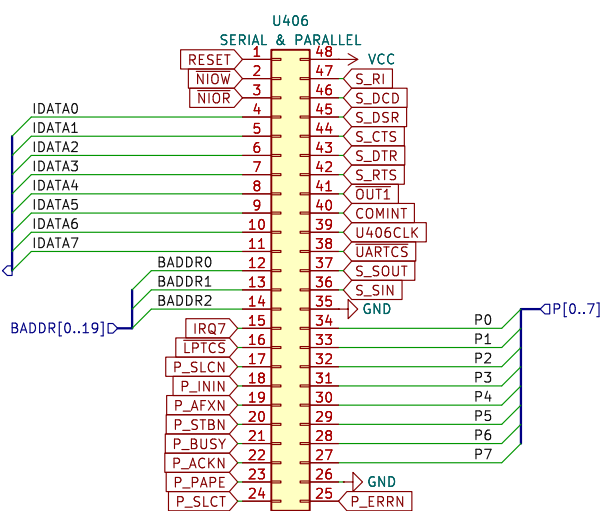 U406
SERIAL & PARALLEL
RESET 1 48 VCC
NIOW 2 47 S_RI
NIOR 3 46 S_DCD
IDATA0 4 45 S_DSR
IDATA1 5 44 S_CTS
IDATA2 6 43 S_DTR
IDATA3 7 42 S_RTS
IDATA4 8 41 OUT1
IDATA5 9 40 COMINT
IDATA6 10 39 U406CLK
IDATA7 11 38 UARTCS
BADDR0 12 37 S_SOUT
BADDR1 13 36 S_SIN
BADDR2 14 35 GND P[0..7]
BADDR[0..19] IRQ7 15 34 P0
LPTCS 16 33 P1
P_SLCN 17 32 P2
P_ININ 18 31 P3
P_AFXN 19 30 P4
P_STBN 20 29 P5
P_BUSY 21 28 P6
P_ACKN 22 27 P7
P_PAPE 23 26 GND
P_SLCT 24 25 P_ERRN